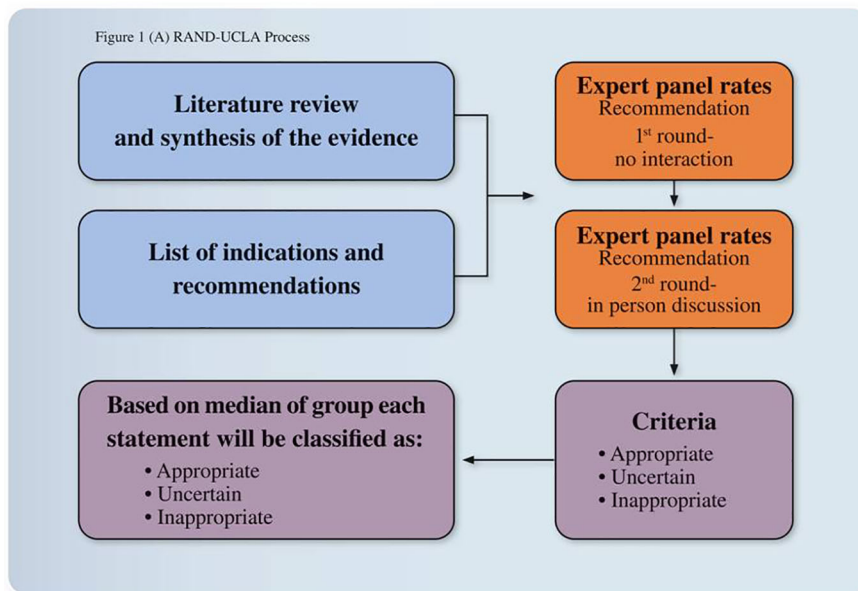 Figure 1 (A) RAND-UCLA Process
Literature review
and synthesis of the evidence
List of indications and
recommendations
Expert panel rates
Recommendation
1st round-
no interaction
Expert panel rates
Recommendation
2nd round-
in person discussion
Criteria
• Appropriate
• Uncertain
• Inappropriate
Based on median of group each
statement will be classified as:
• Appropriate
• Uncertain
• Inappropriate